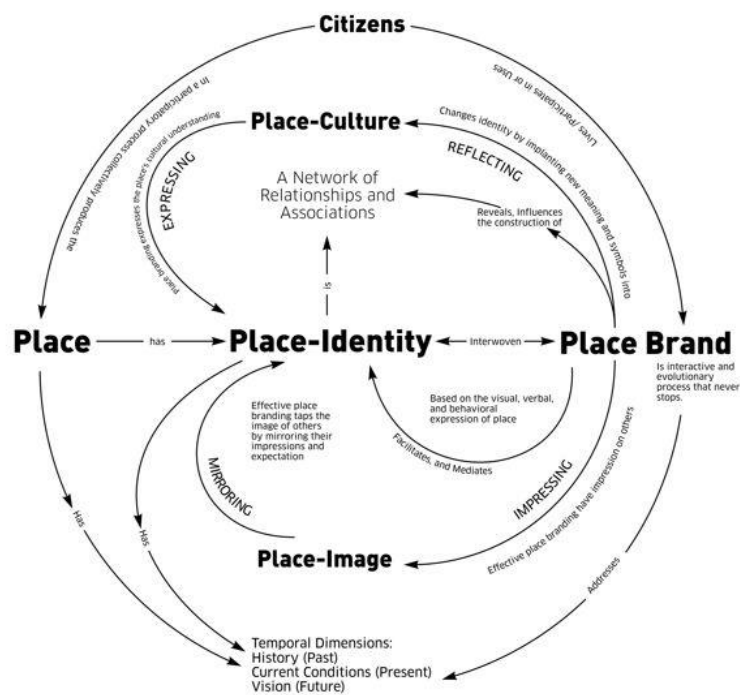 Citizens
In a participatory process collectively produces the
Lives /Participates in or Uses
Place-Culture
Changes identity by implanting new meaning and symbols into
REFLECTING
EXPRESSING
Place branding expresses the place's cultural understanding
A Network of
Relationships and
Associations
Reveals, Influences
the construction of
is
Place
has
Place-Identity
Interwoven
Place Brand
Is interactive and
evolutionary
process that never
stops.
Effective place
branding taps the
image of others
by mirroring their
impressions and
expectation
Based on the visual, verbal,
and behavioral
expression of place
Facilitates, and Mediates
MIRRORING
IMPRESSING
Effective place branding have impression on others
Place-Image
Has
Has
Addresses
Temporal Dimensions:
History (Past)
Current Conditions (Present)
Vision (Future)